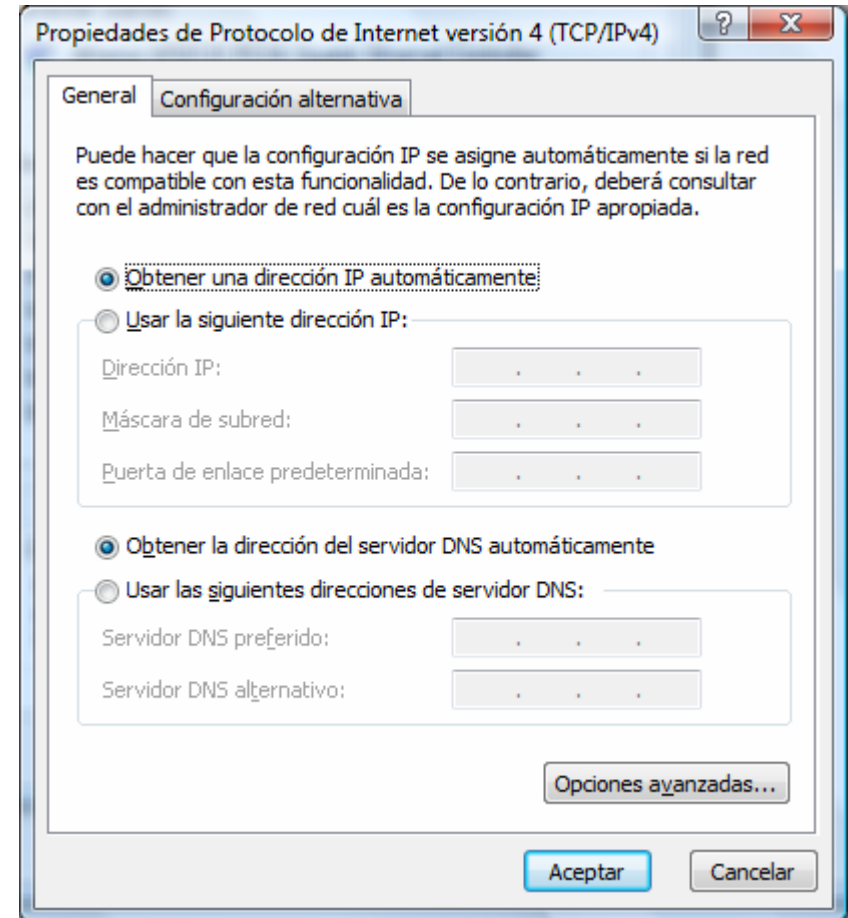 Propiedades de Protocolo de Internet versión 4 (TCP/IPv4)
General
Configuración alternativa
Puede hacer que la configuración IP se asigne automáticamente si la red
es compatible con esta funcionalidad. De lo contrario, deberá consultar
con el administrador de red cuál es la configuración IP apropiada.
Obtener una dirección IP automáticamente
Usar la siguiente dirección IP:
Dirección IP:
Máscara de subred:
Puerta de enlace predeterminada:
Obtener la dirección del servidor DNS automáticamente
Usar las siguientes direcciones de servidor DNS:
Servidor DNS preferido:
Servidor DNS alternativo:
Opciones avanzadas...
Aceptar
Cancelar